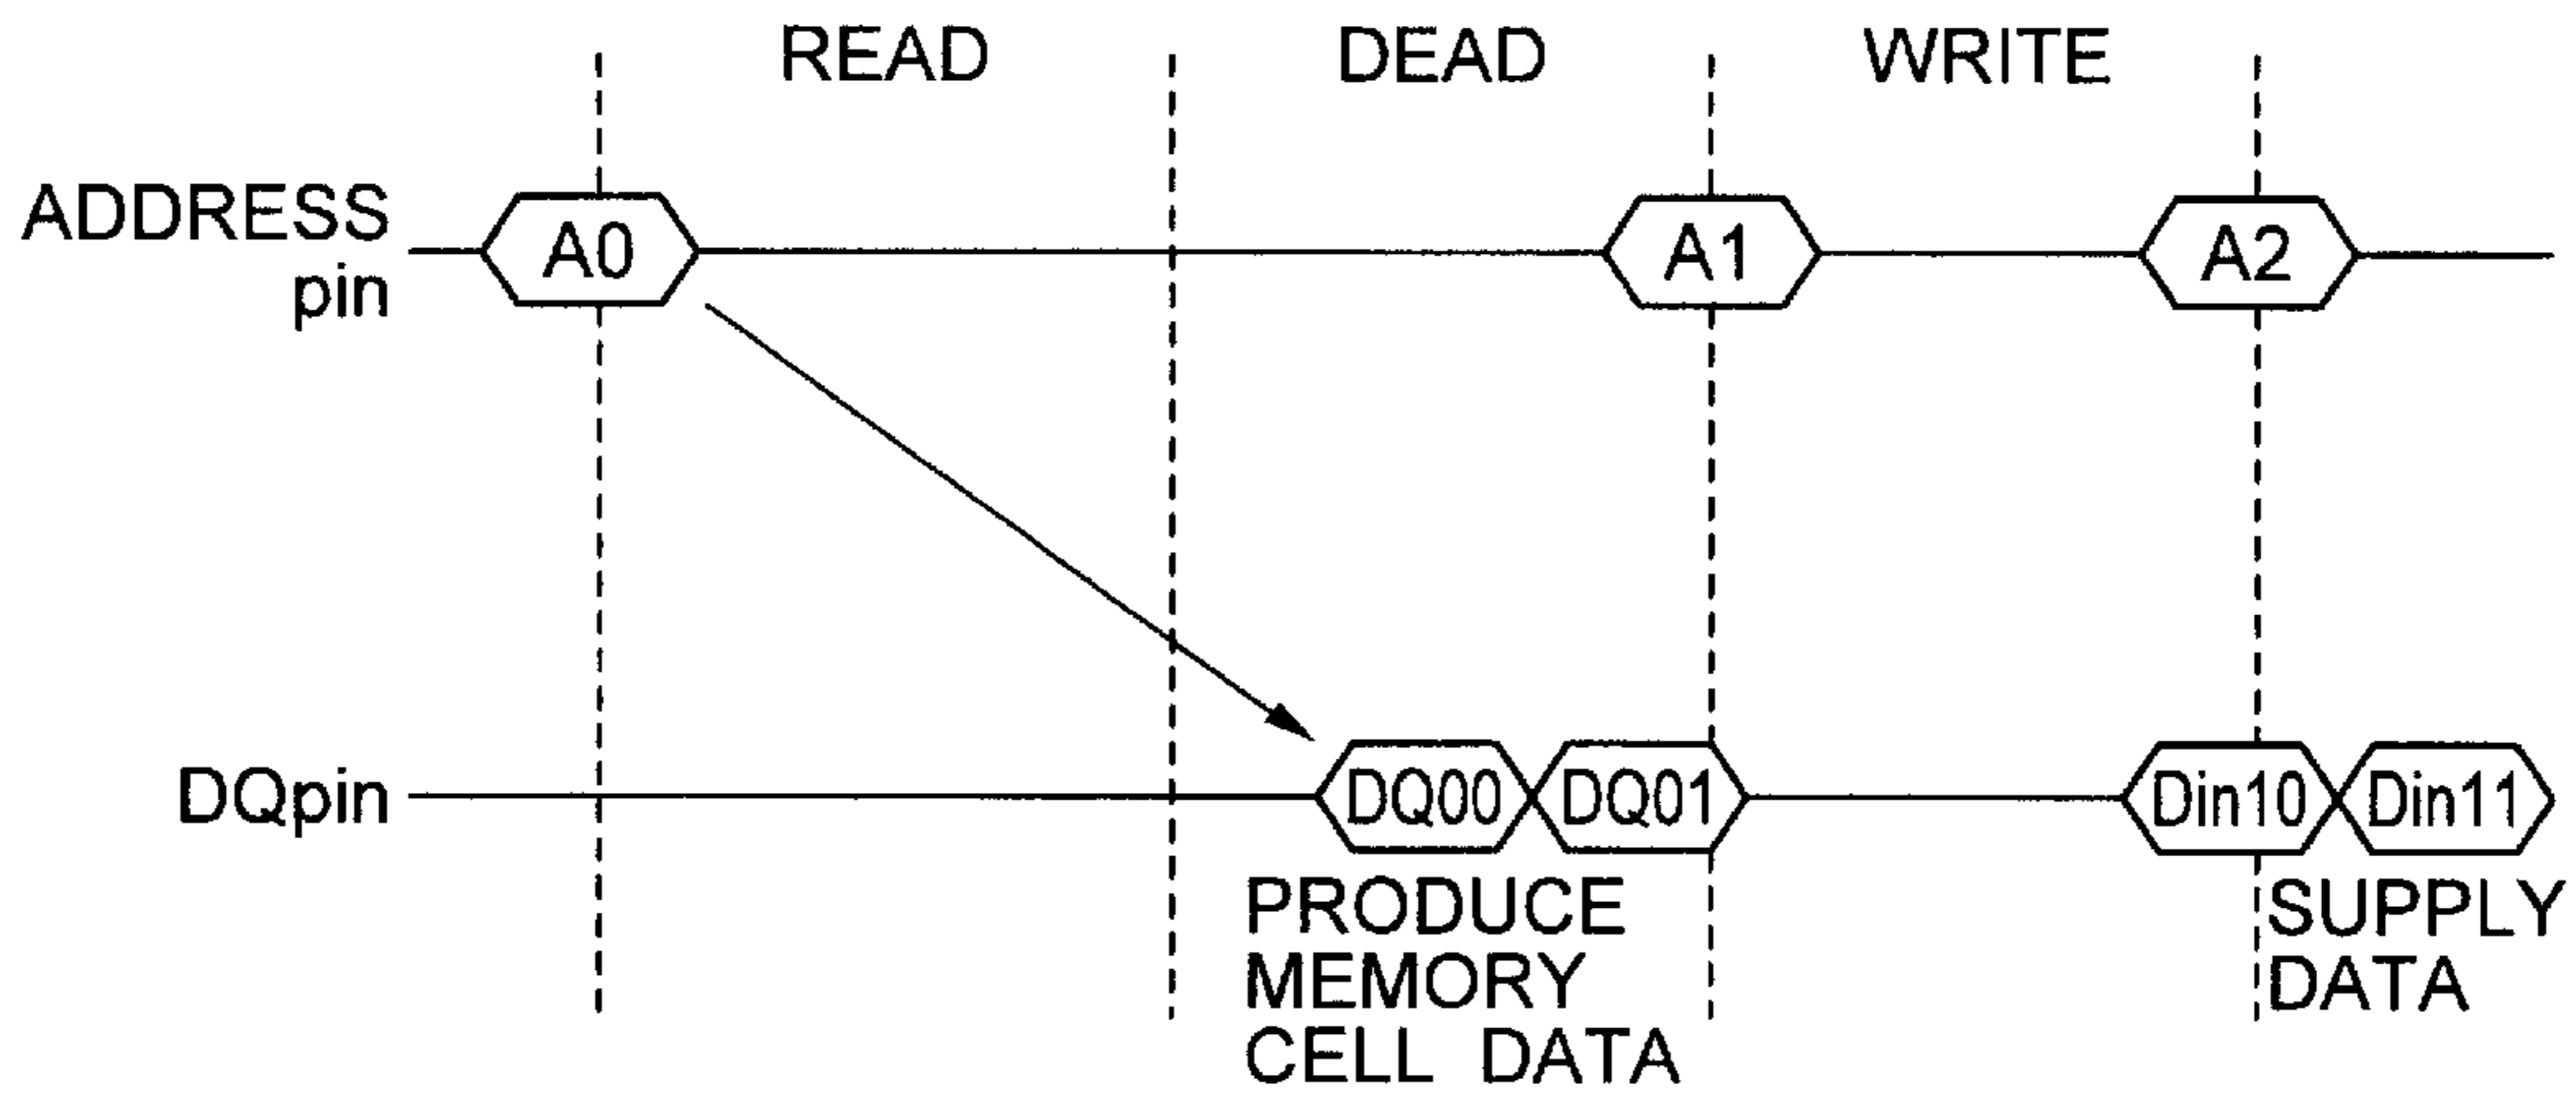 READ DEAD WRITE
ADDRESS
pin
A0 A1 A2
DQpin
DQ00 DQ01 Din10 Din11
PRODUCE
MEMORY
CELL DATA
SUPPLY
DATA